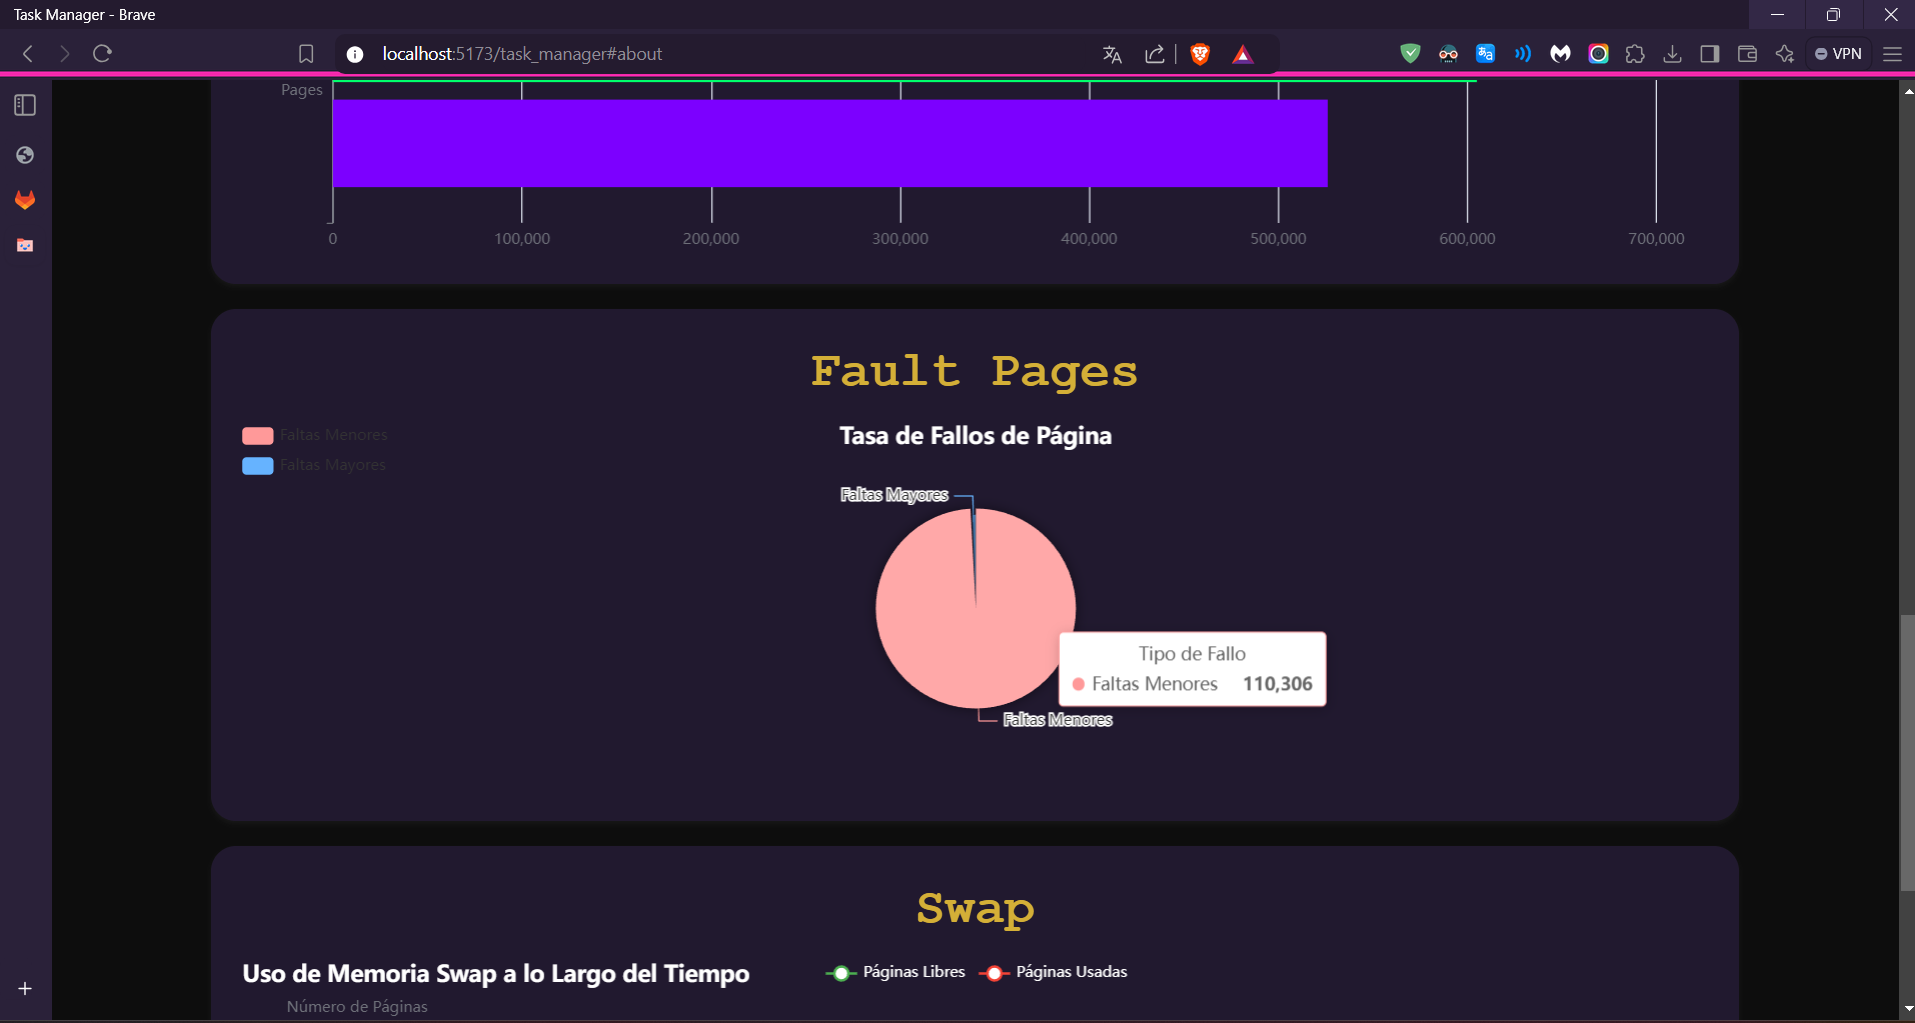 Task Manager - Brave
localhost:5173/task_manager#about
VPN
Pages
0 100,000 200,000 300,000 400,000 500,000 600,000 700,000
Fault Pages
Faltas Menores
Faltas Mayores
Tasa de Fallos de Página
Faltas Mayores
Tipo de Fallo
Faltas Menores 110,306
Faltas Menores
Swap
Uso de Memoria Swap a lo Largo del Tiempo
Páginas Libres
Páginas Usadas
Número de Páginas